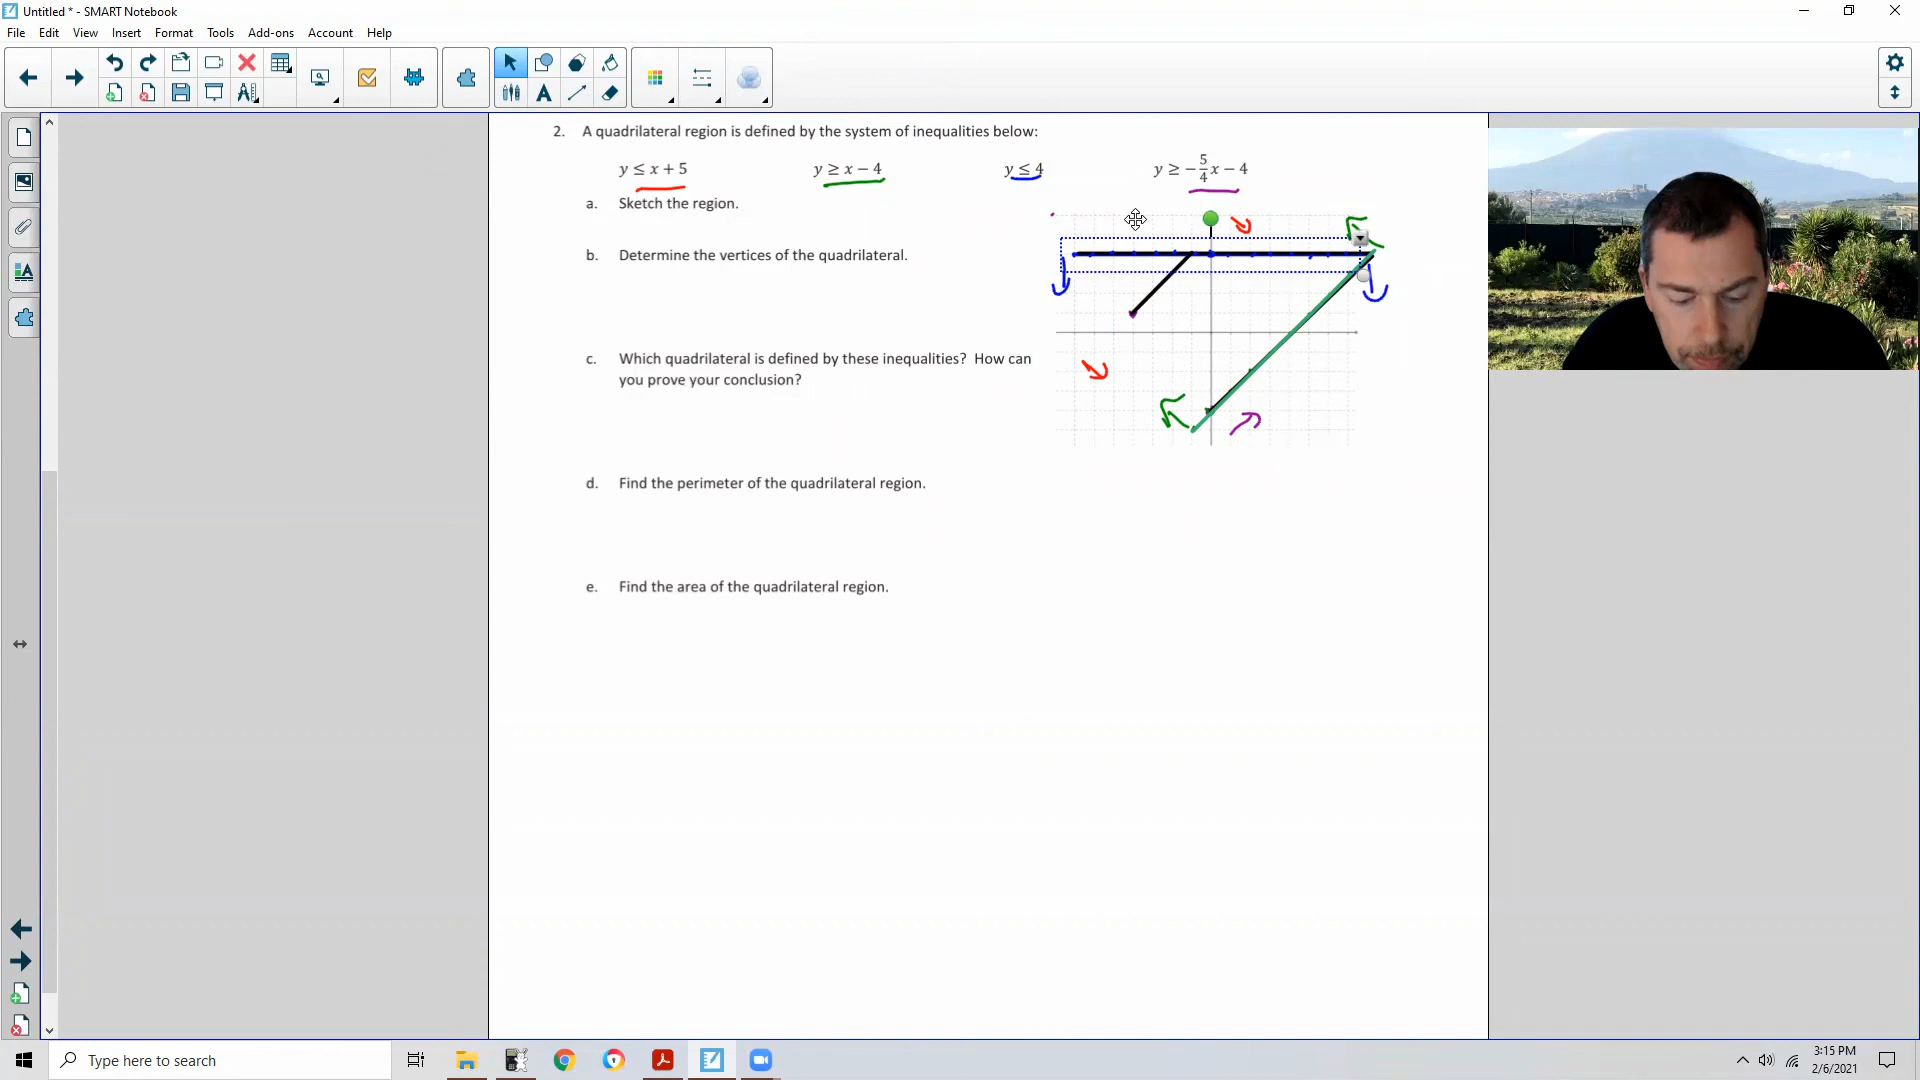 Untitled * - SMART Notebook
File Edit View Insert Format Tools Add-ons Account Help
2. A quadrilateral region is defined by the system of inequalities below:
y ≤ x + 5 y ≥ x − 4 y ≤ 4 y ≥ −5/4x − 4
a. Sketch the region.
b. Determine the vertices of the quadrilateral.
c. Which quadrilateral is defined by these inequalities? How can
you prove your conclusion?
d. Find the perimeter of the quadrilateral region.
e. Find the area of the quadrilateral region.
Type here to search
3:15 PM
2/6/2021